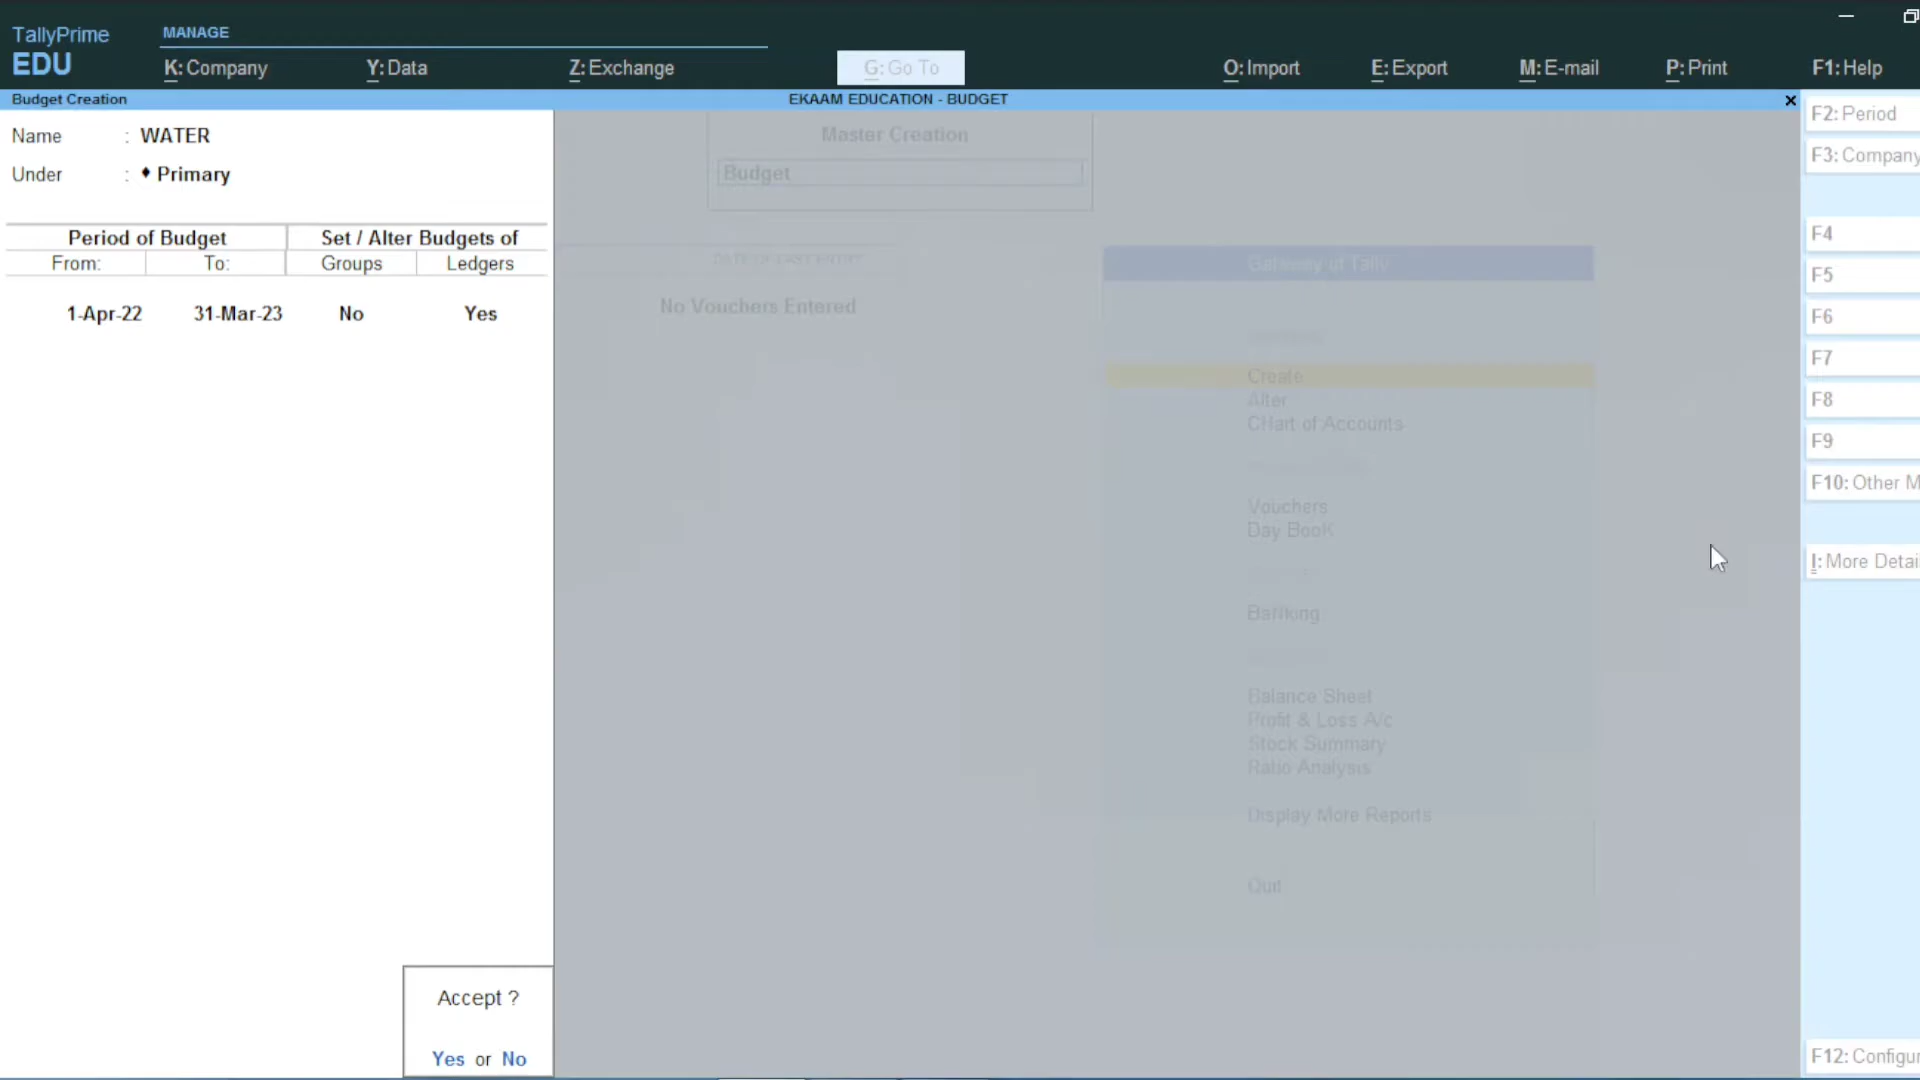 TallyPrime
EDU
MANAGE
K: Company
Y: Data
Z: Exchange
G: Go To
O: Import
E: Export
M: E-mail
P: Print
F1: Help
Budget Creation
EKAAM EDUCATION - BUDGET
Name : WATER
Under : ♦ Primary
Period of Budget
Set / Alter Budgets of
From:
To:
Groups
Ledgers
1-Apr-22
31-Mar-23
No
Yes
Accept ?
Yes or No
Master Creation
Budget
DATE OF LAST ENTRY
No Vouchers Entered
Gateway of Tally
Create
Alter
CHart of Accounts
Vouchers
Day BooK
BaNking
Balance Sheet
Profit & Loss A/c
Stock Summary
Ratio Analysis
Display More Reports
Quit
F2: Period
F3: Company
F4
F5
F6
F7
F8
F9
F10: Other M
I: More Detai
F12: Configur